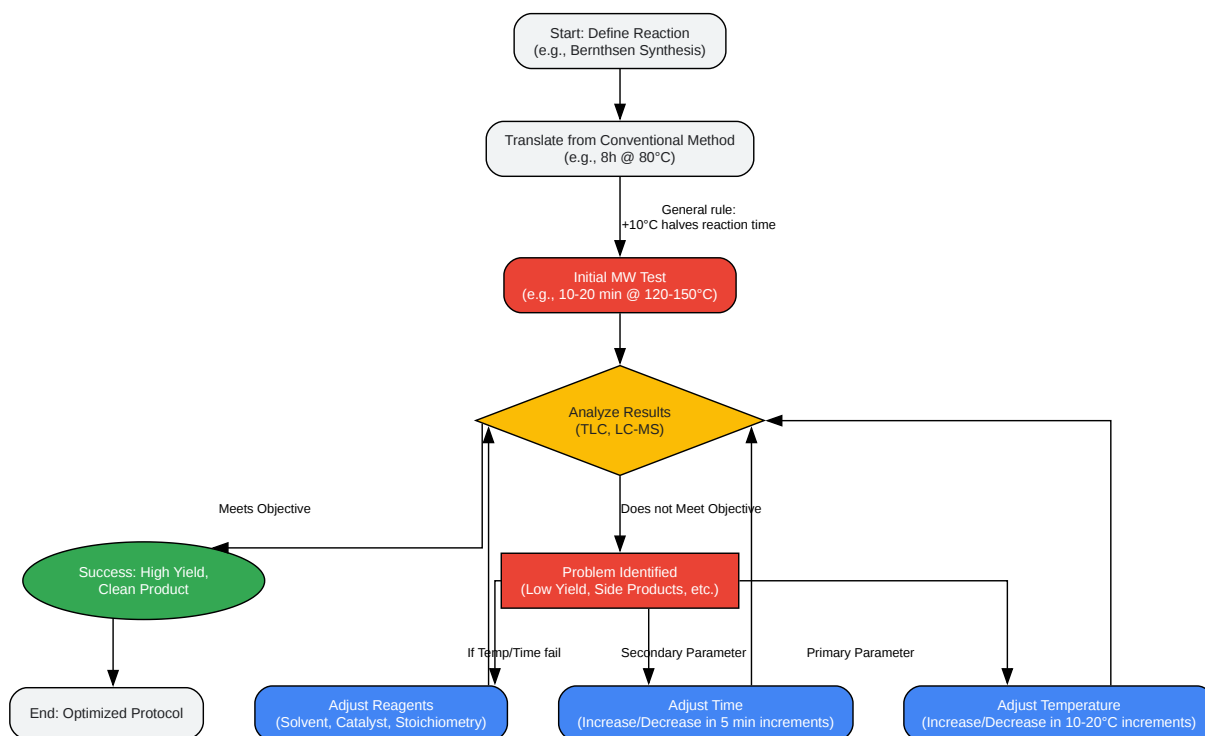 Start: Define Reaction
(e.g., Bernthsen Synthesis)
Translate from Conventional Method
(e.g., 8h @ 80°C)
General rule:
+10°C halves reaction time
Initial MW Test
(e.g., 10-20 min @ 120-150°C)
Analyze Results
(TLC, LC-MS)
Meets Objective
Does not Meet Objective
Success: High Yield,
Clean Product
Problem Identified
(Low Yield, Side Products, etc.)
If Temp/Time fail
Secondary Parameter
Primary Parameter
End: Optimized Protocol
Adjust Reagents
(Solvent, Catalyst, Stoichiometry)
Adjust Time
(Increase/Decrease in 5 min increments)
Adjust Temperature
(Increase/Decrease in 10-20°C increments)